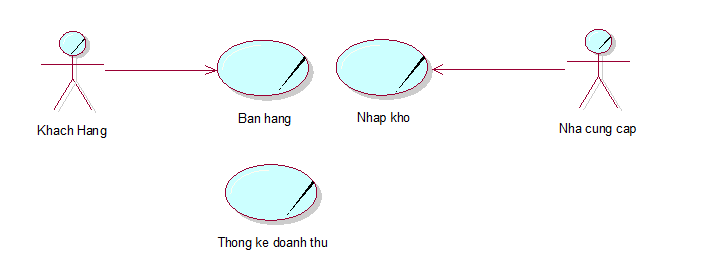 Khach Hang
Ban hang
Nhap kho
Nha cung cap
Thong ke doanh thu